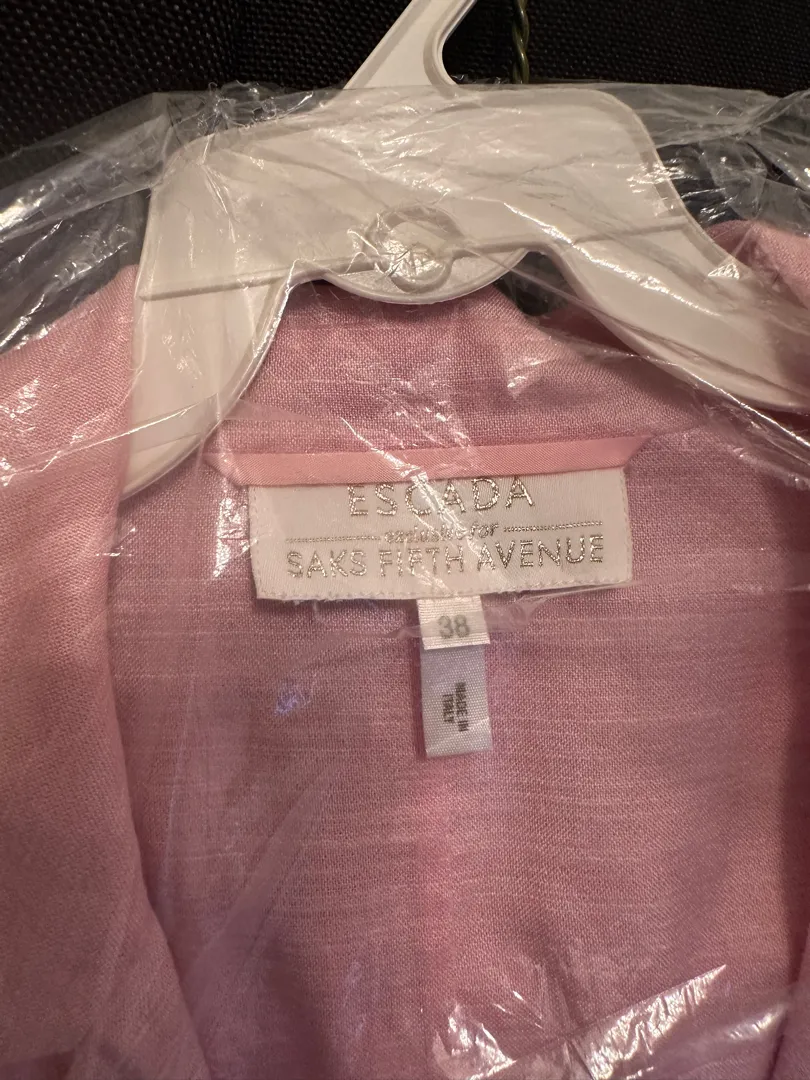 ESCADA
exclusive for
SAKS FIFTH AVENUE
38
MADE IN
ITALY